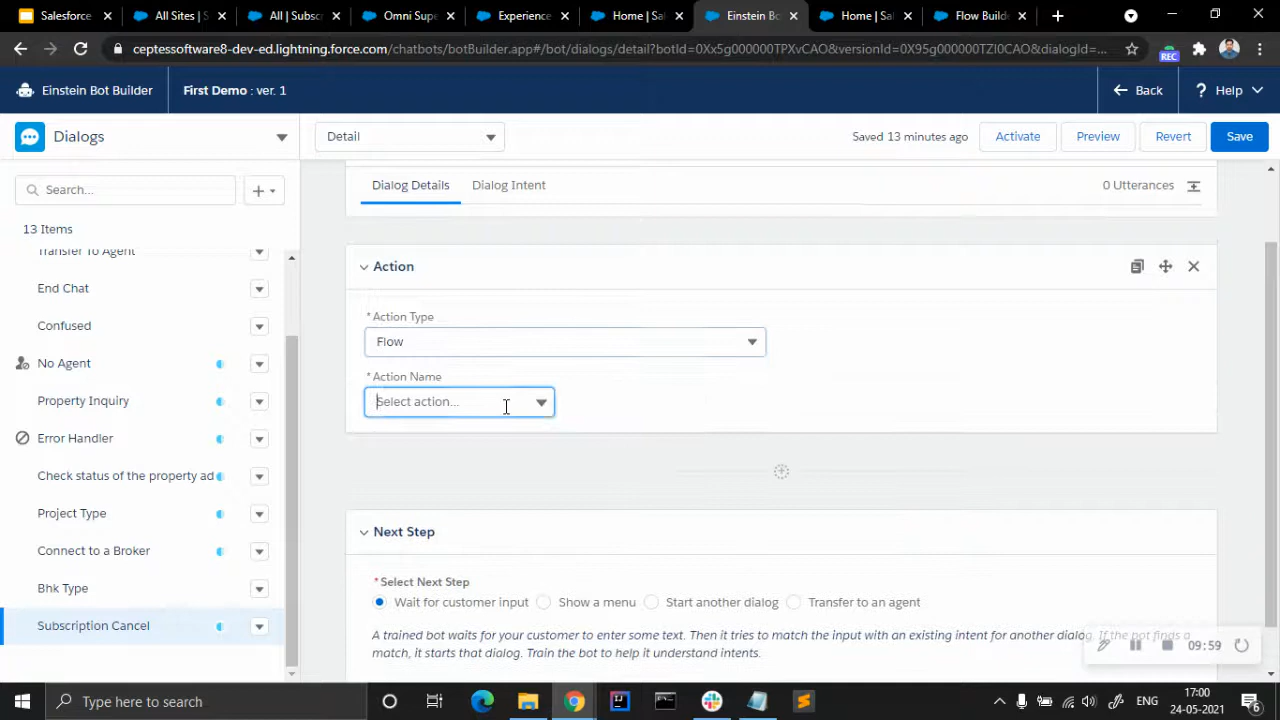 Salesforce
All Sites | S
All | Subsc
Omni Supe
Experience
Home | Sa
Einstein Bo
Home | Sa
Flow Builde
ceptessoftware8-dev-ed.lightning.force.com/chatbots/botBuilder.app#/bot/dialogs/detail?botId=0Xx5g000000TPXvCAO&versionId=0X95g000000TZI0CAO&dialogId=...
REC
Einstein Bot Builder
First Demo : ver. 1
Back
? Help
Dialogs
Detail
Saved 13 minutes ago
Activate
Preview
Revert
Save
Search...
13 Items
Transfer To Agent
End Chat
Confused
No Agent
Property Inquiry
Error Handler
Check status of the property ad
Project Type
Connect to a Broker
Bhk Type
Subscription Cancel
Dialog Details
Dialog Intent
0 Utterances
Action
*Action Type
Flow
*Action Name
Select action...
Next Step
*Select Next Step
Wait for customer input
Show a menu
Start another dialog
Transfer to an agent
A trained bot waits for your customer to enter some text. Then it tries to match the input with an existing intent for another dialog. If the bot finds a
match, it starts that dialog. Train the bot to help it understand intents.
09:59
Type here to search
ENG
17:00
24-05-2021
6